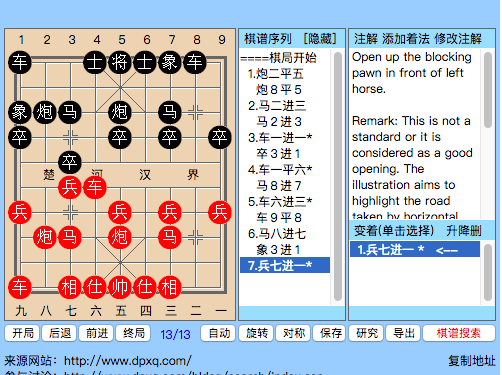 1 2 3 4 5 6 7 8 9
车 士 将 士 象 车
象 炮 马 炮 马
卒 卒 卒 卒
卒
楚 河 汉 界
兵 车
兵 兵 兵 兵
炮 马 炮 马
车 相 仕 帅 仕 相
九 八 七 六 五 四 三 二 一
棋谱序列 [隐藏]
====棋局开始
1.炮二平五
炮8平5
2.马二进三
马2进3
3.车一进一*
卒3进1
4.车一平六*
马8进7
5.车六进三*
车9平8
6.马八进七
象3进1
7.兵七进一*
注解 添加着法 修改注解
Open up the blocking
pawn in front of left
horse.
Remark: This is not a
standard or it is
considered as a good
opening. The
illustration aims to
highlight the road
taken by horizontal
变着(单击选择) 升降删
1.兵七进一 * <--
开局 后退 前进 终局 13/13 自动 旋转 对称 保存 研究 导出 棋谱搜索
来源网站: http://www.dpxq.com/ 复制地址